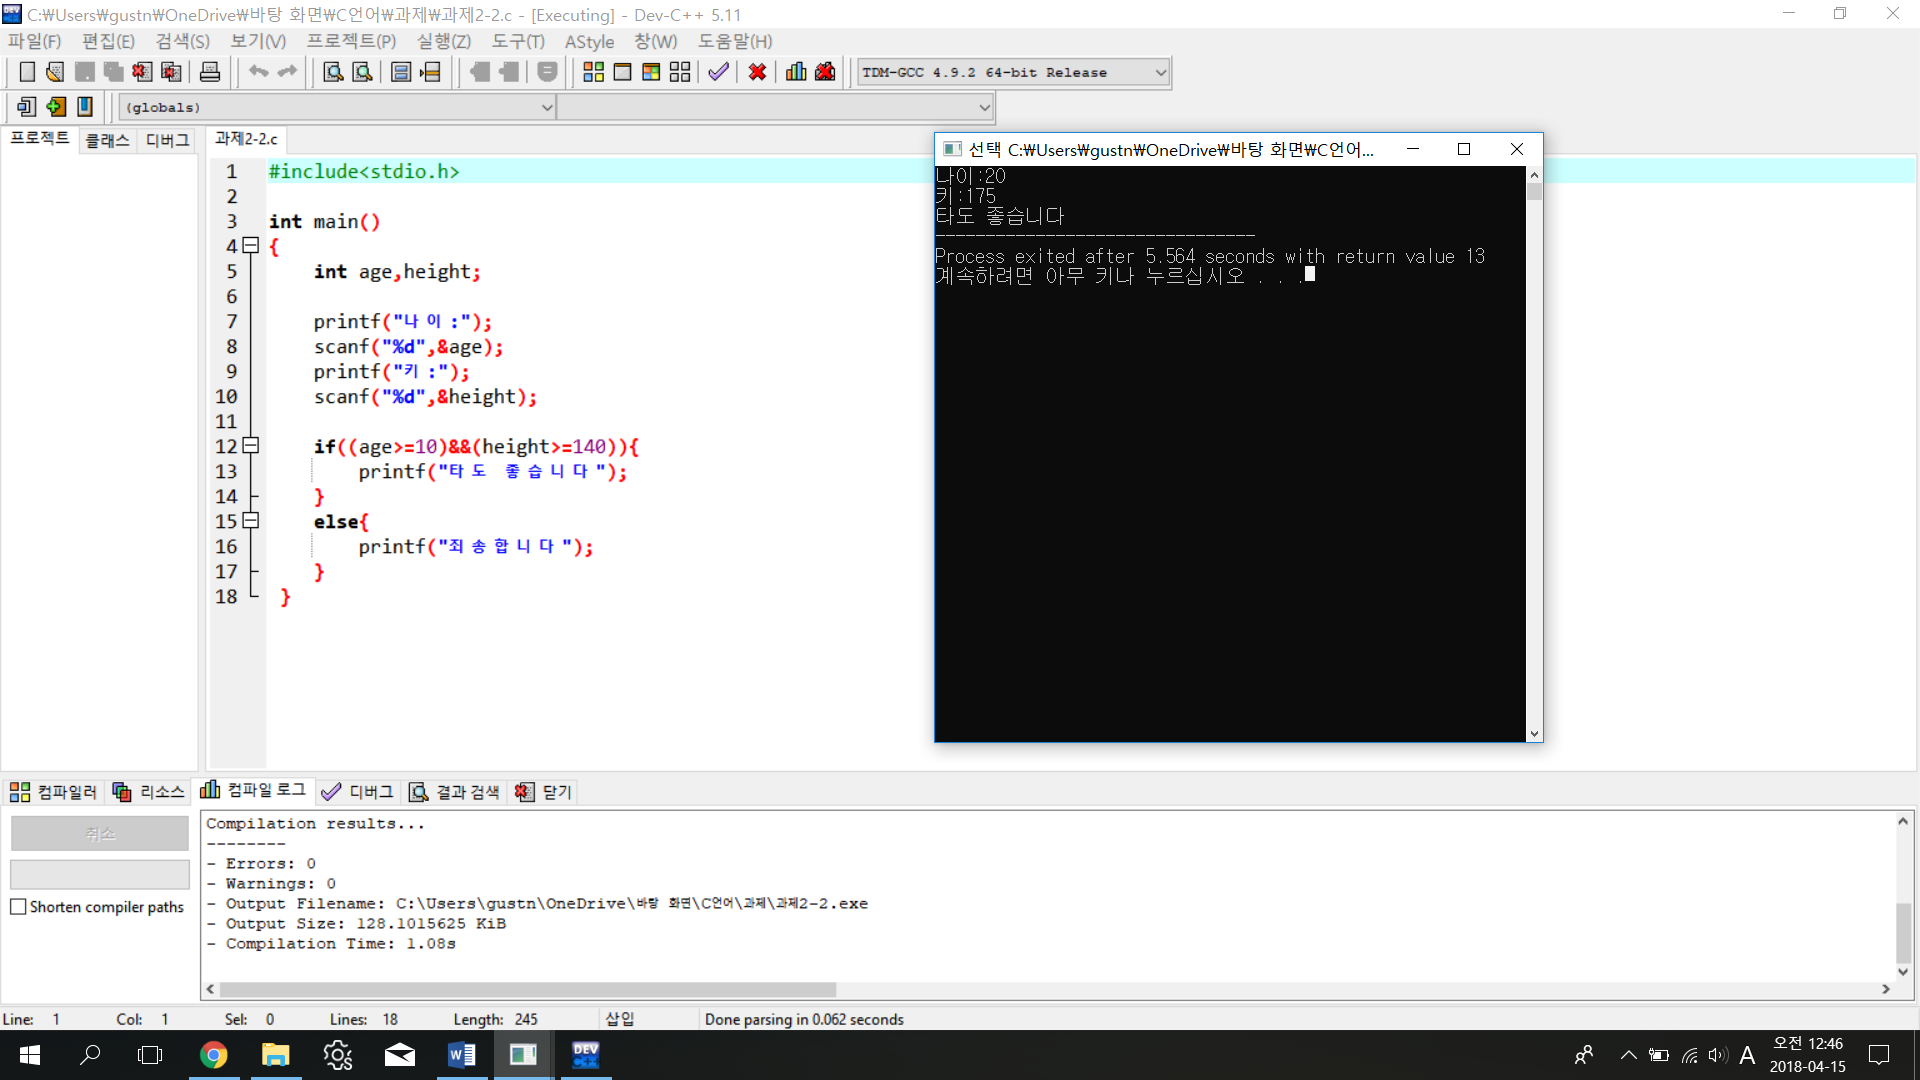 C:₩Users₩gustn₩OneDrive₩바탕 화면₩C언어₩과제₩과제2-2.c - [Executing] - Dev-C++ 5.11
파일(F) 편집(E) 검색(S) 보기(V) 프로젝트(P) 실행(Z) 도구(T) AStyle 창(W) 도움말(H)
TDM-GCC 4.9.2 64-bit Release
(globals)
프로젝트 클래스 디버그 과제2-2.c
1 #include<stdio.h>
2
3 int main()
4 {
5 int age,height;
6
7 printf("나이:");
8 scanf("%d",&age);
9 printf("키:");
10 scanf("%d",&height);
11
12 if((age>=10)&&(height>=140)){
13 printf("타도 좋습니다");
14 }
15 else{
16 printf("죄송합니다");
17 }
18 }
선택 C:₩Users₩gustn₩OneDrive₩바탕 화면₩C언어...
나이:20
키:175
타도 좋습니다
--------------------------------
Process exited after 5.564 seconds with return value 13
계속하려면 아무 키나 누르십시오 . . .
컴파일러 리소스 컴파일 로그 디버그 결과 검색 닫기
취소
Shorten compiler paths
Compilation results...
--------
- Errors: 0
- Warnings: 0
- Output Filename: C:\Users\gustn\OneDrive\바탕 화면\C언어\과제\과제2-2.exe
- Output Size: 128.1015625 KiB
- Compilation Time: 1.08s
Line: 1 Col: 1 Sel: 0 Lines: 18 Length: 245 삽입 Done parsing in 0.062 seconds
DEV C++
A
오전 12:46
2018-04-15